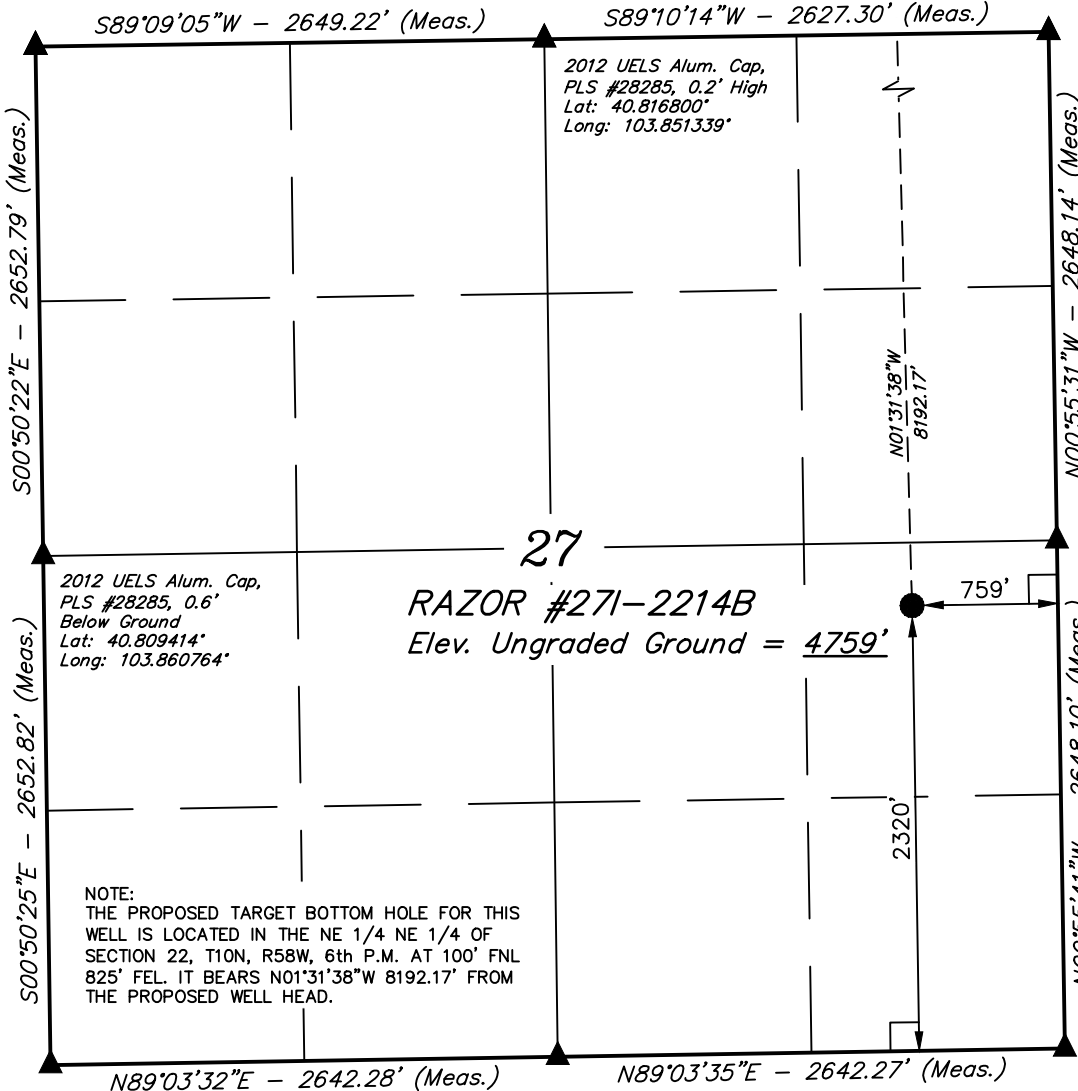 S89°09'05"W - 2649.22' (Meas.)
S89°10'14"W - 2627.30' (Meas.)
2012 UELS Alum. Cap,
PLS #28285, 0.2' High
Lat: 40.816800°
Long: 103.851339°
S00°50'22"E - 2652.79' (Meas.)
N00°55'31"W - 2648.14' (Meas.)
N01°31'38"W
8192.17'
27
2012 UELS Alum. Cap,
PLS #28285, 0.6'
Below Ground
Lat: 40.809414°
Long: 103.860764°
RAZOR #27I-2214B
Elev. Ungraded Ground = 4759'
759'
2320'
S00°50'25"E - 2652.82' (Meas.)
N00°55'41"W - 2648.10' (Meas.)
NOTE:
THE PROPOSED TARGET BOTTOM HOLE FOR THIS
WELL IS LOCATED IN THE NE 1/4 NE 1/4 OF
SECTION 22, T10N, R58W, 6th P.M. AT 100' FNL
825' FEL. IT BEARS N01°31'38"W 8192.17' FROM
THE PROPOSED WELL HEAD.
N89°03'32"E - 2642.28' (Meas.)
N89°03'35"E - 2642.27' (Meas.)